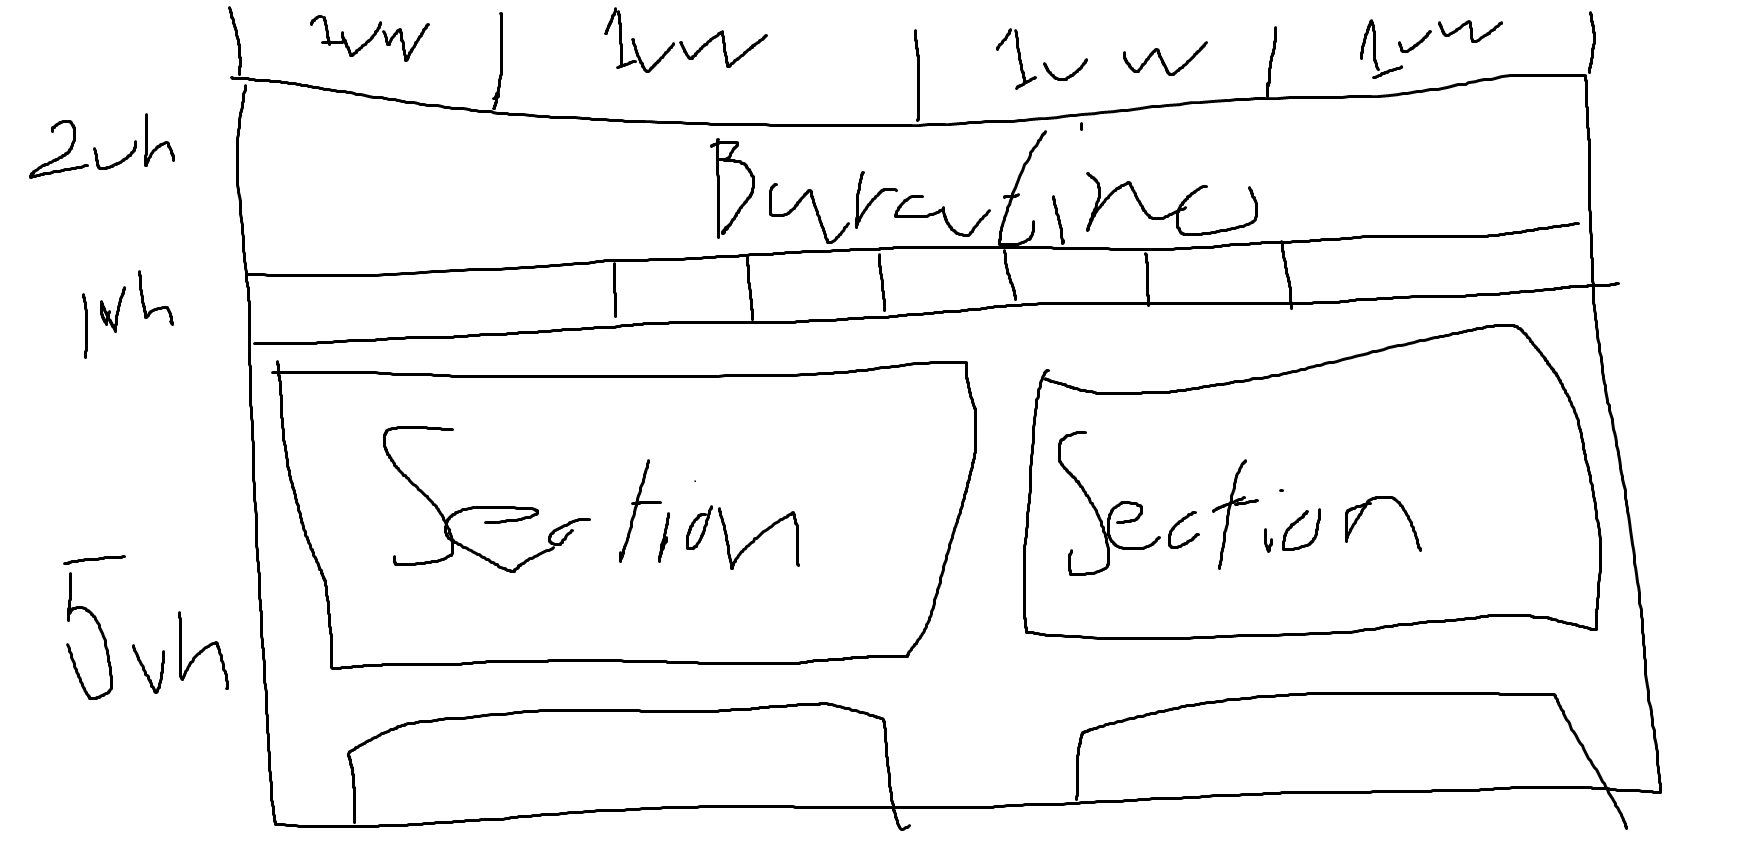 1vw 1vw 1vw 1vw
2vh
Buratino
1vh
Section Section
5vh